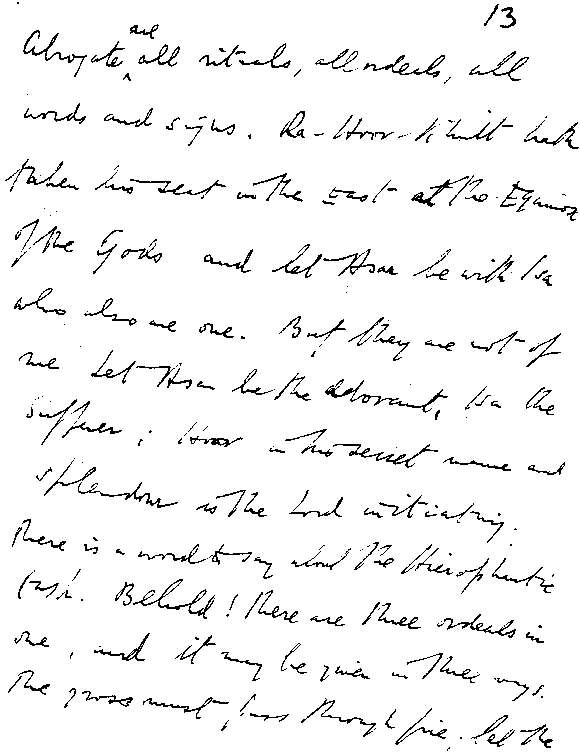 13
are
Abrogate all rituals, all ordeals, all
words and signs. Ra-Hoor-Khuit hath
taken his seat in the East at the Equinox
of the Gods and let Asar be with Isa
who also are one. But they are not of
me Let Asar be the adorant, Isa the
sufferer; Hoor in his secret name and
splendour is the Lord initiating.
There is a word to say about the Hierophantic
task. Behold! there are three ordeals in
one, and it may be given in three ways.
The gross must pass through fire; let the